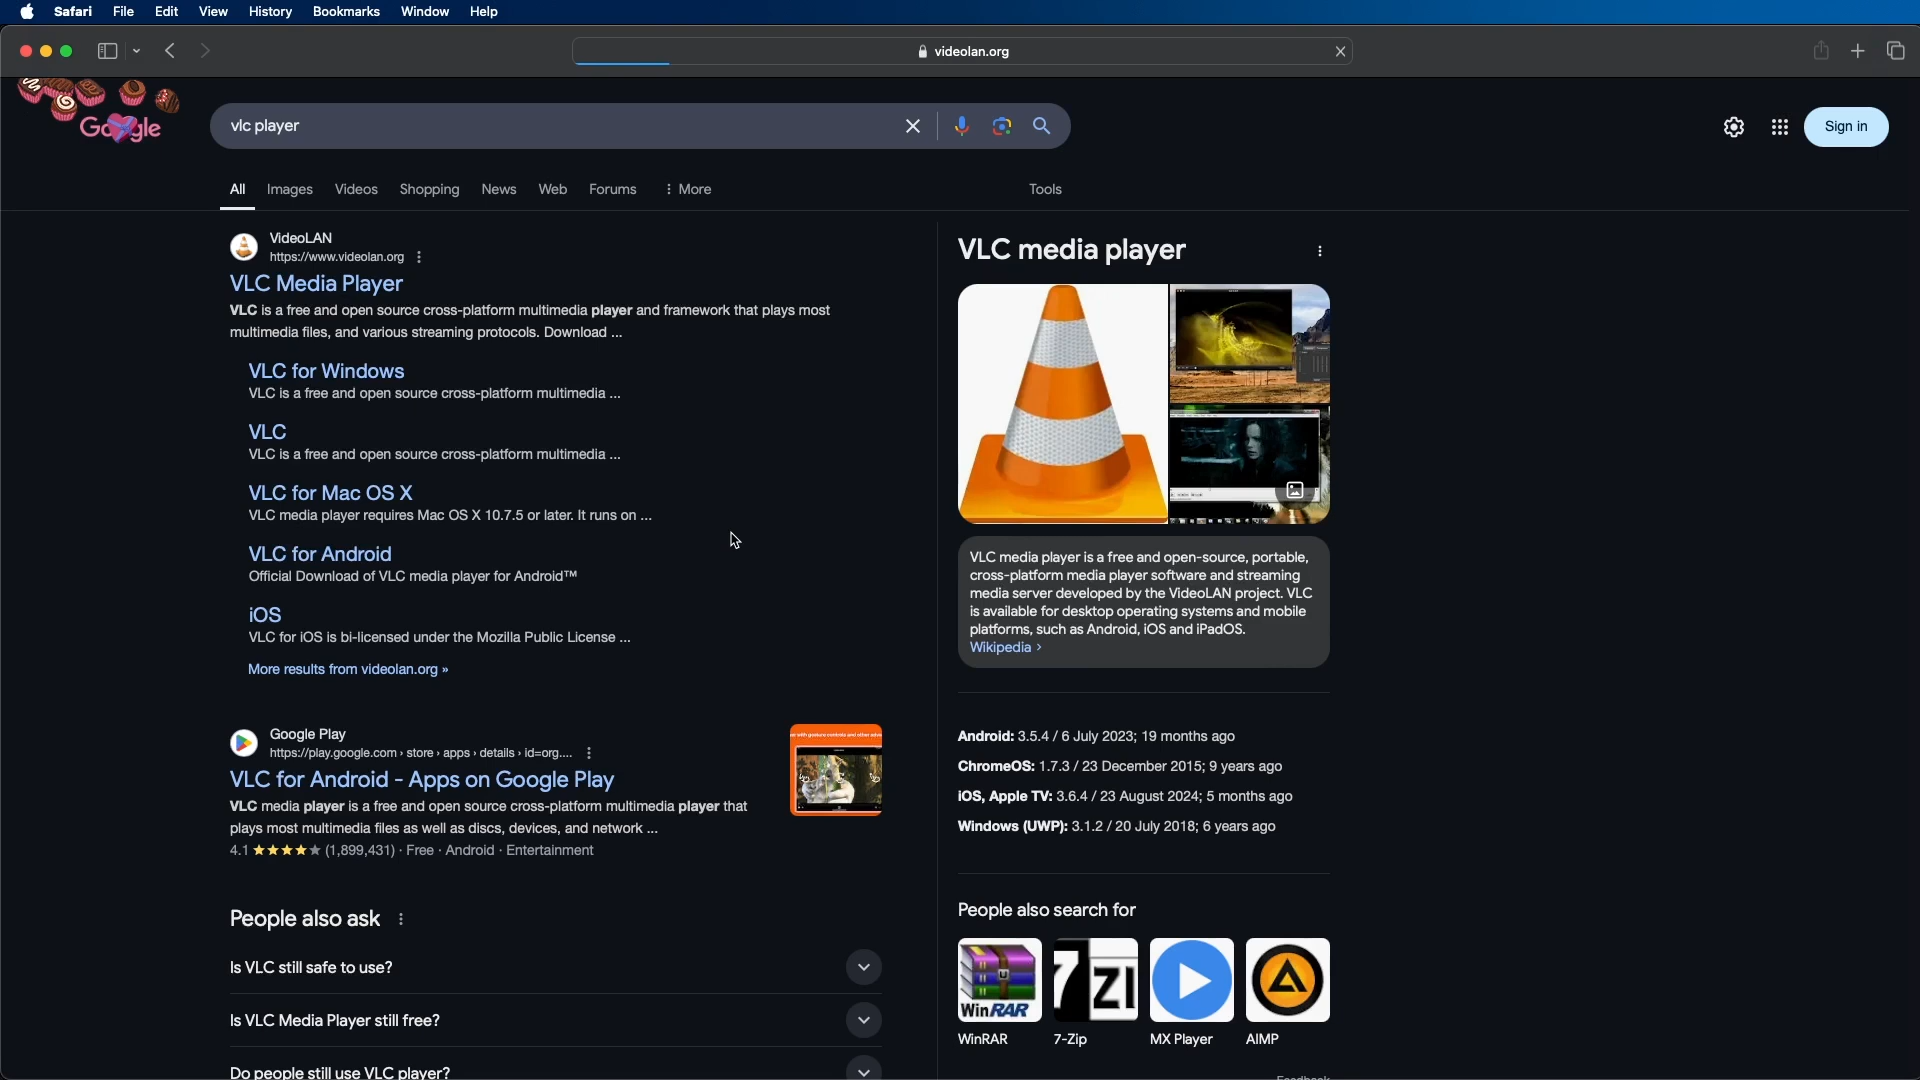 Safari File Edit View History Bookmarks Window Help
videolan.org
Google
vlc player
Sign in
All Images Videos Shopping News Web Forums More Tools
VideoLAN
https://www.videolan.org
VLC Media Player
VLC is a free and open source cross-platform multimedia player and framework that plays most
multimedia files, and various streaming protocols. Download ...
VLC for Windows
VLC is a free and open source cross-platform multimedia ...
VLC
VLC is a free and open source cross-platform multimedia ...
VLC for Mac OS X
VLC media player requires Mac OS X 10.7.5 or later. It runs on ...
VLC for Android
Official Download of VLC media player for Android™
iOS
VLC for iOS is bi-licensed under the Mozilla Public License ...
More results from videolan.org »
Google Play
https://play.google.com › store › apps › details › id=org....
VLC for Android - Apps on Google Play
VLC media player is a free and open source cross-platform multimedia player that
plays most multimedia files as well as discs, devices, and network ...
4.1 ★★★★★ (1,899,431) · Free · Android · Entertainment
People also ask
Is VLC still safe to use?
Is VLC Media Player still free?
Do people still use VLC player?
VLC media player
VLC media player is a free and open-source, portable,
cross-platform media player software and streaming
media server developed by the VideoLAN project. VLC
is available for desktop operating systems and mobile
platforms, such as Android, iOS and iPadOS.
Wikipedia ›
Android: 3.5.4 / 6 July 2023; 19 months ago
ChromeOS: 1.7.3 / 23 December 2015; 9 years ago
iOS, Apple TV: 3.6.4 / 23 August 2024; 5 months ago
Windows (UWP): 3.1.2 / 20 July 2018; 6 years ago
People also search for
WinRAR
7 ZI
WinRAR 7-Zip MX Player AIMP